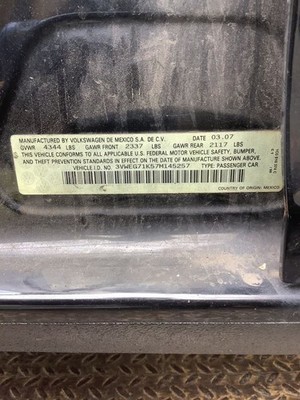 MANUFACTURED BY VOLKSWAGEN DE MEXICO S.A. DE C.V. DATE 03.07
GVWR 4344 LBS GAWR FRONT 2337 LBS GAWR REAR 2117 LBS
THIS VEHICLE CONFORMS TO ALL U.S. FEDERAL MOTOR VEHICLE SAFETY, BUMPER,
AND THEFT PREVENTION STANDARDS IN EFFECT ON THE DATE OF MANUFACTURE SHOWN ABOVE.
VEHICLE I.D. NO. 3VWEG71K57M145257 TYPE: PASSENGER CAR
COUNTRY OF ORIGIN: MEXICO